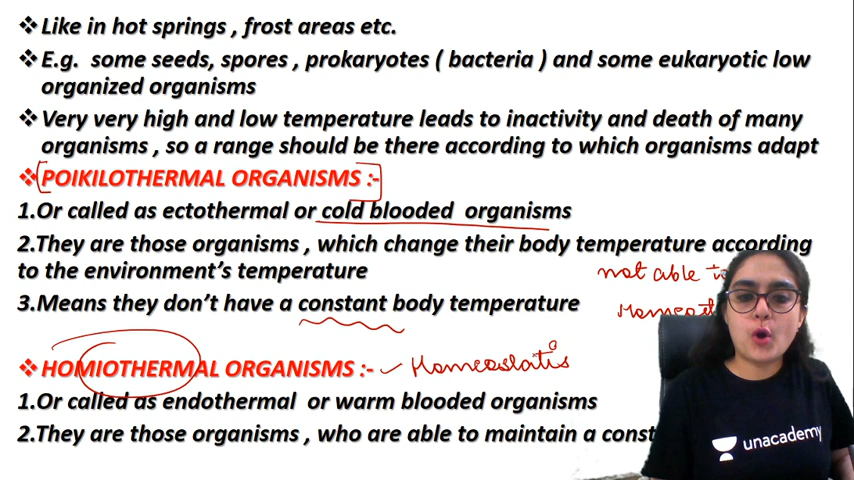 ❖Like in hot springs , frost areas etc.
❖E.g. some seeds, spores , prokaryotes ( bacteria ) and some eukaryotic low
organized organisms
❖Very very high and low temperature leads to inactivity and death of many
organisms , so a range should be there according to which organisms adapt
❖POIKILOTHERMAL ORGANISMS :-
1.Or called as ectothermal or cold blooded organisms
2.They are those organisms , which change their body temperature according
to the environment’s temperature
not able
3.Means they don’t have a constant body temperature
❖HOMIOTHERMAL ORGANISMS :- Homeostatic
1.Or called as endothermal or warm blooded organisms
2.They are those organisms , who are able to maintain a
unacademy